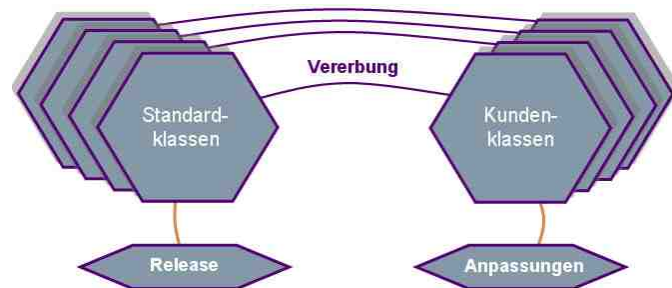 Vererbung
Standard-
klassen
Kunden-
klassen
Release
Anpassungen